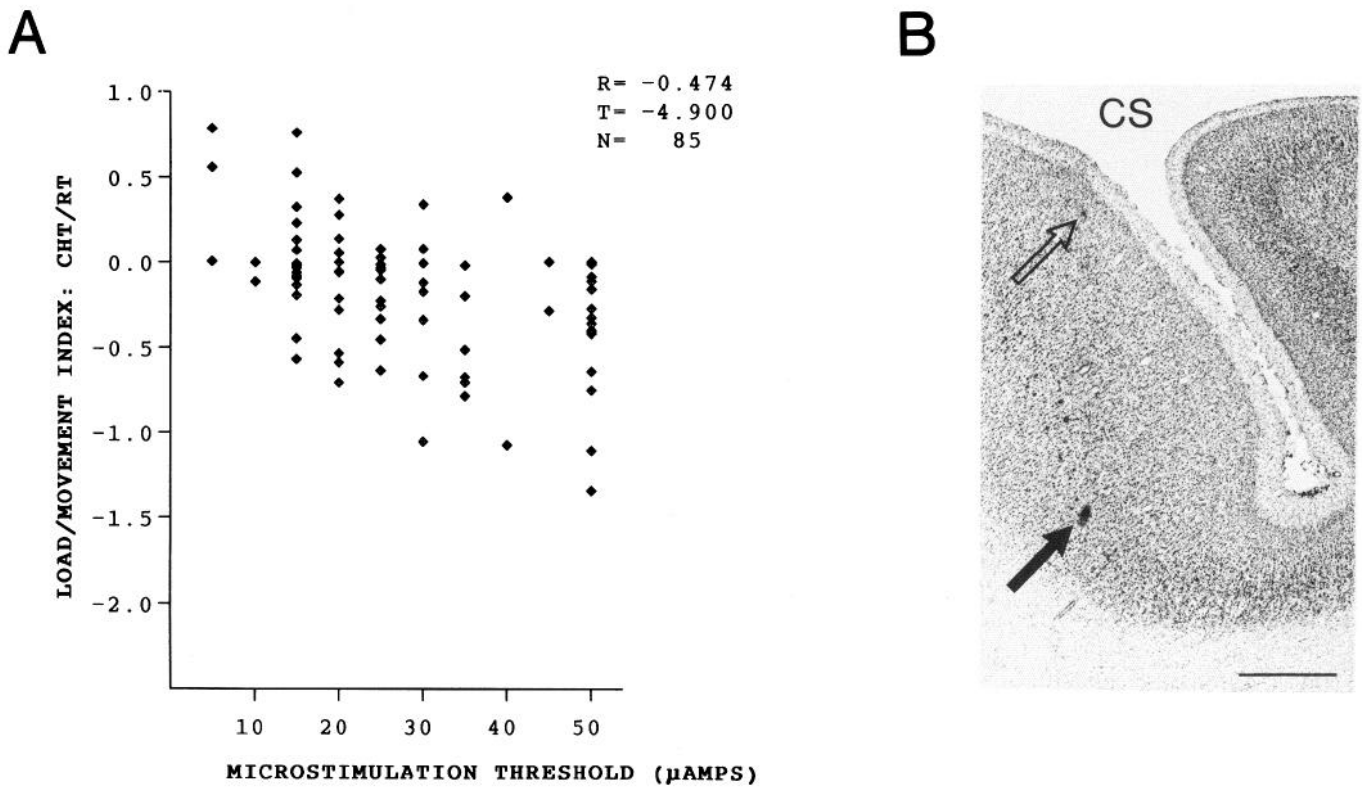 A
B
R= -0.474
T= -4.900
N= 85
1.0
0.5
0.0
-0.5
-1.0
-1.5
-2.0
LOAD/MOVEMENT INDEX: CHT/RT
10 20 30 40 50
MICROSTIMULATION THRESHOLD (µAMPS)
CS